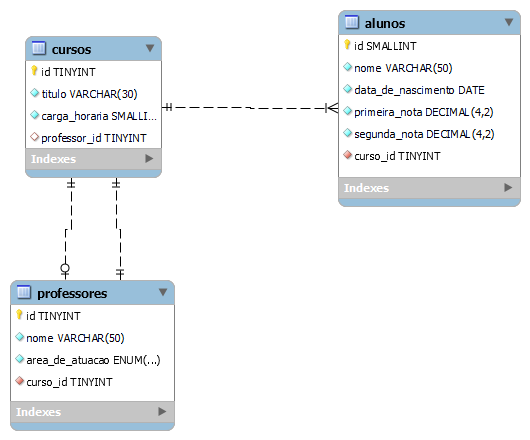 cursos
id TINYINT
titulo VARCHAR(30)
carga_horaria SMALLI...
professor_id TINYINT
Indexes
alunos
id SMALLINT
nome VARCHAR(50)
data_de_nascimento DATE
primeira_nota DECIMAL(4,2)
segunda_nota DECIMAL(4,2)
curso_id TINYINT
Indexes
professores
id TINYINT
nome VARCHAR(50)
area_de_atuacao ENUM(...)
curso_id TINYINT
Indexes